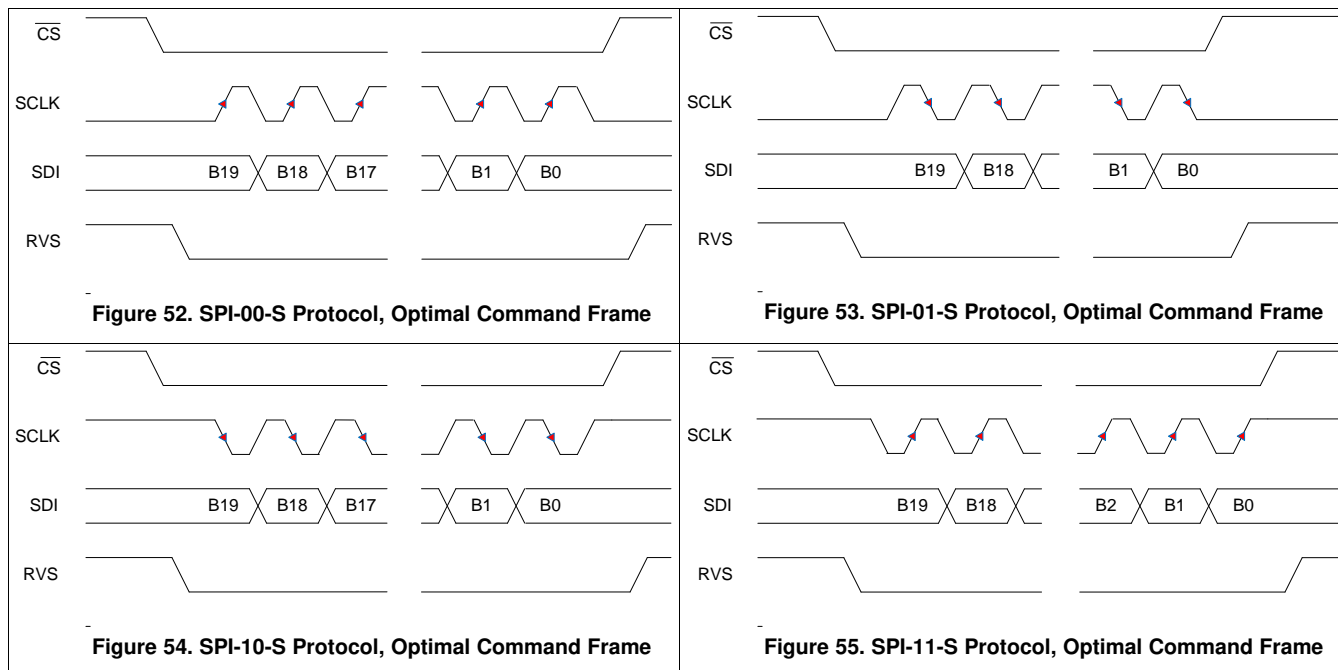 CS
SCLK
SDI B19 B18 B17 B1 B0
RVS
Figure 52. SPI-00-S Protocol, Optimal Command Frame
CS
SCLK
SDI B19 B18 B1 B0
RVS
Figure 53. SPI-01-S Protocol, Optimal Command Frame
CS
SCLK
SDI B19 B18 B17 B1 B0
RVS
Figure 54. SPI-10-S Protocol, Optimal Command Frame
CS
SCLK
SDI B19 B18 B2 B1 B0
RVS
Figure 55. SPI-11-S Protocol, Optimal Command Frame